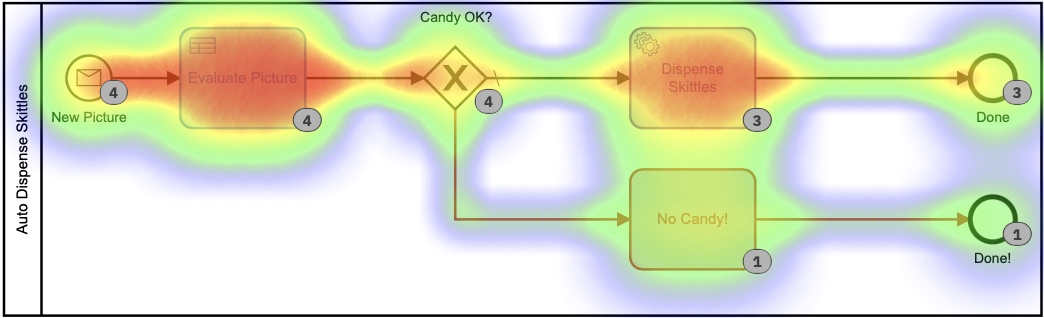 Auto Dispense Skittles
Candy OK?
Evaluate Picture
Dispense
Skittles
4
4
4
3
3
New Picture
Done
No Candy!
1
1
Done!